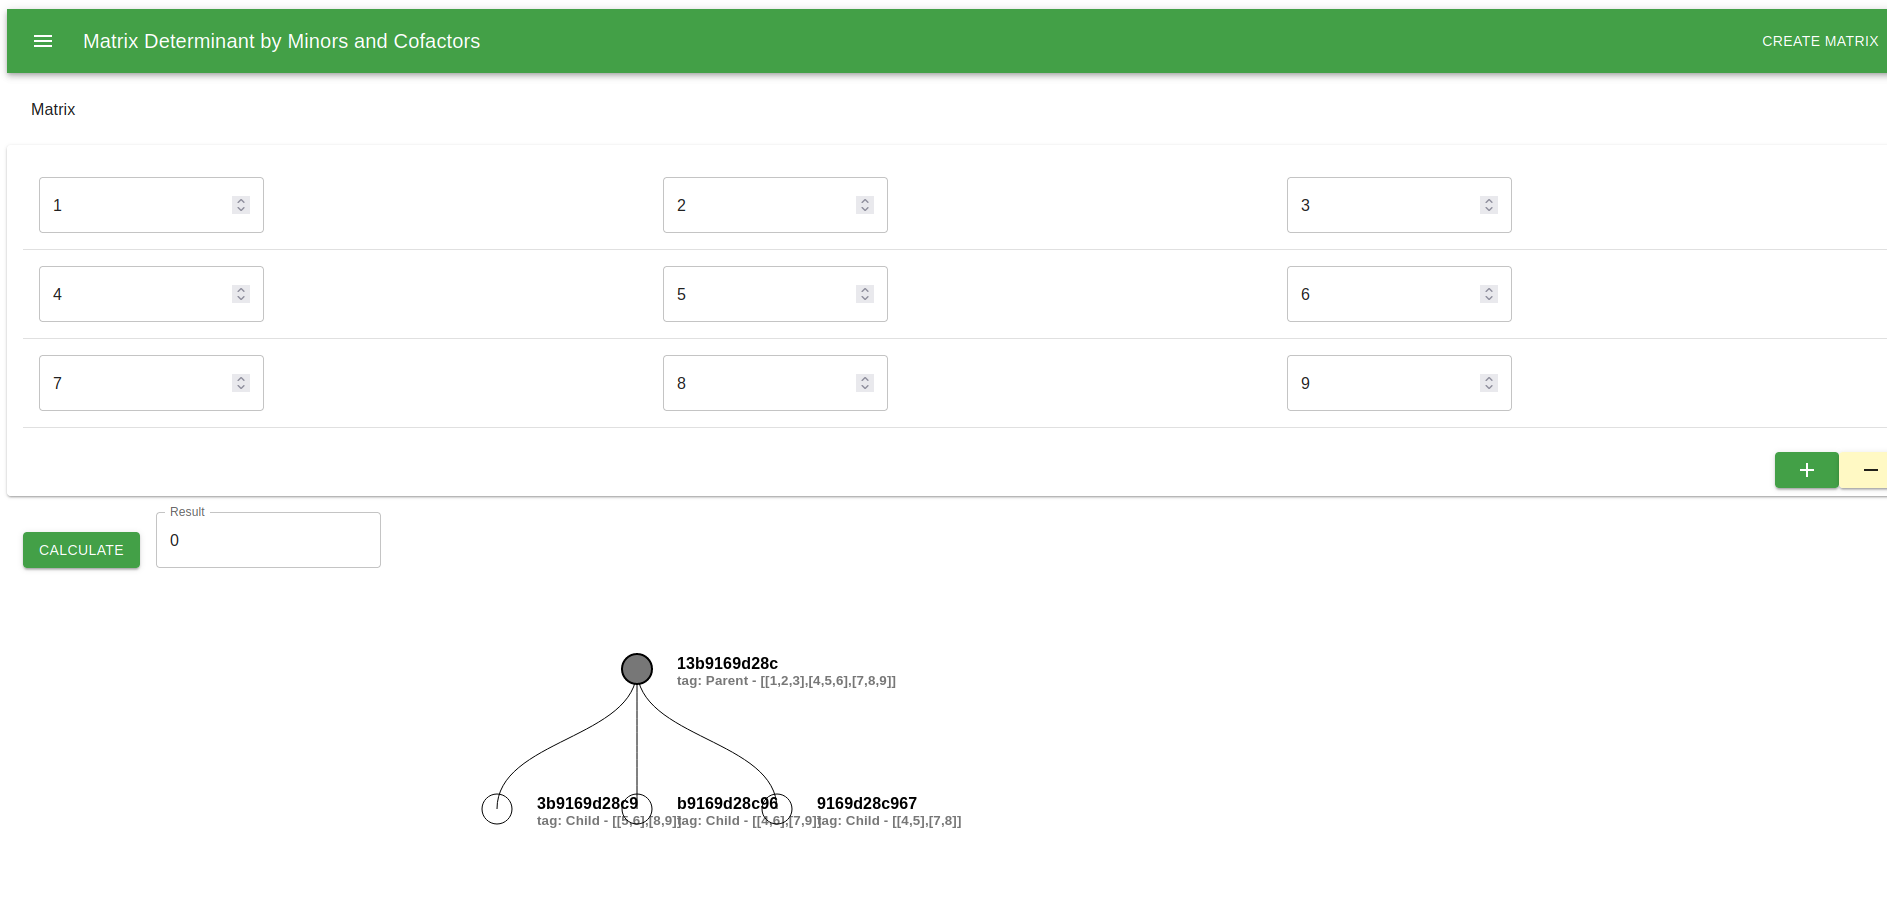 Matrix Determinant by Minors and Cofactors
CREATE MATRIX
Matrix
1 2 3
4 5 6
7 8 9
Result
CALCULATE
0
13b9169d28c
tag: Parent - [[1,2,3],[4,5,6],[7,8,9]]
3b9169d28c9 b9169d28c96 9169d28c967
tag: Child - [[5,6],[8,9]] tag: Child - [[4,6],[7,9]] tag: Child - [[4,5],[7,8]]